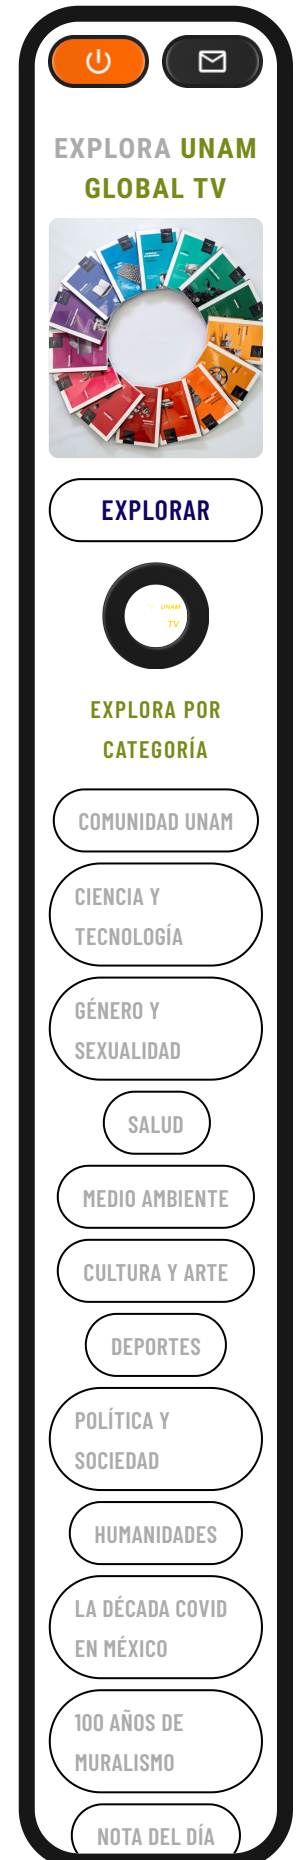 EXPLORA UNAM
GLOBAL TV
EXPLORAR
UNAM
TV
EXPLORA POR
CATEGORÍA
COMUNIDAD UNAM
CIENCIA Y
TECNOLOGÍA
GÉNERO Y
SEXUALIDAD
SALUD
MEDIO AMBIENTE
CULTURA Y ARTE
DEPORTES
POLÍTICA Y
SOCIEDAD
HUMANIDADES
LA DÉCADA COVID
EN MÉXICO
100 AÑOS DE
MURALISMO
NOTA DEL DÍA